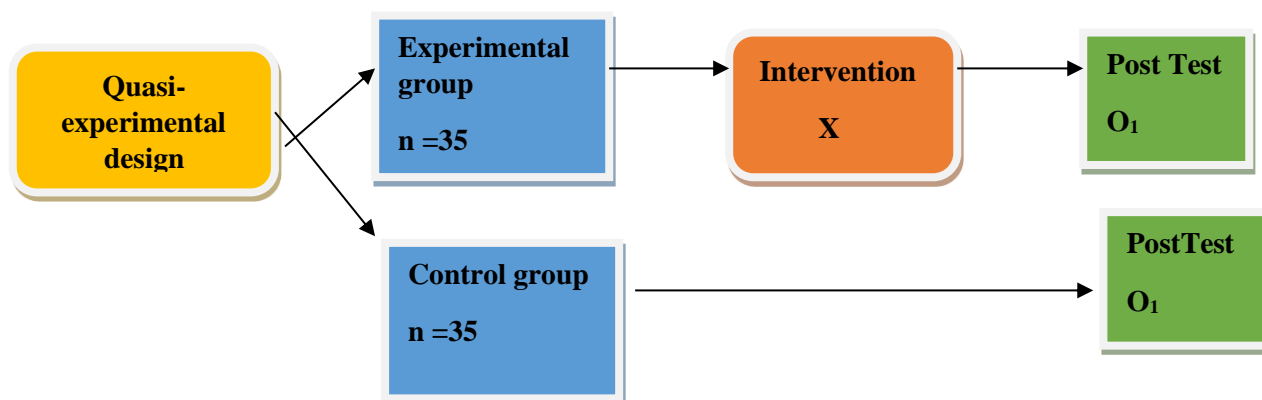 Quasi-
experimental
design
Experimental
group
n =35
Intervention
X
Post Test
O₁
Control group
n =35
PostTest
O₁